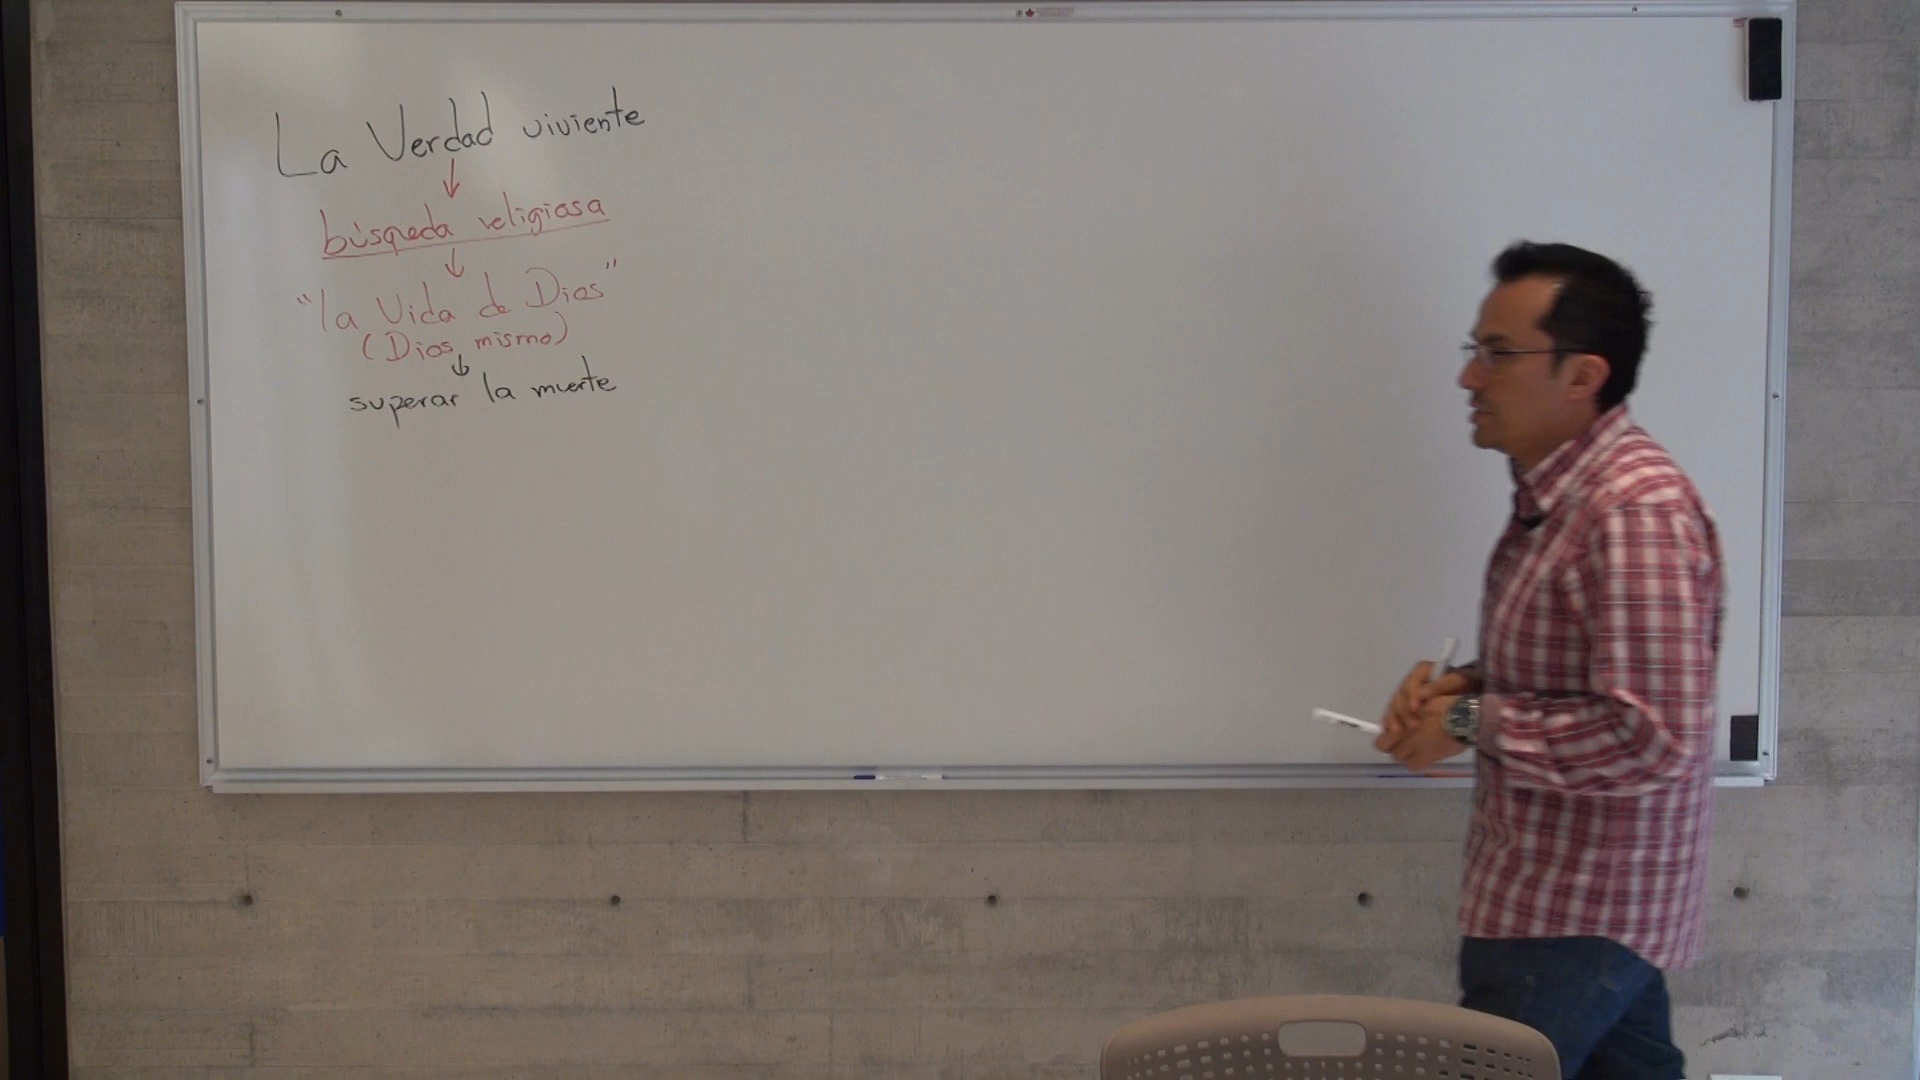 La Verdad viviente
↓
búsqueda religiosa
↓
"la Vida de Dios"
(Dios mismo)
↓
superar la muerte